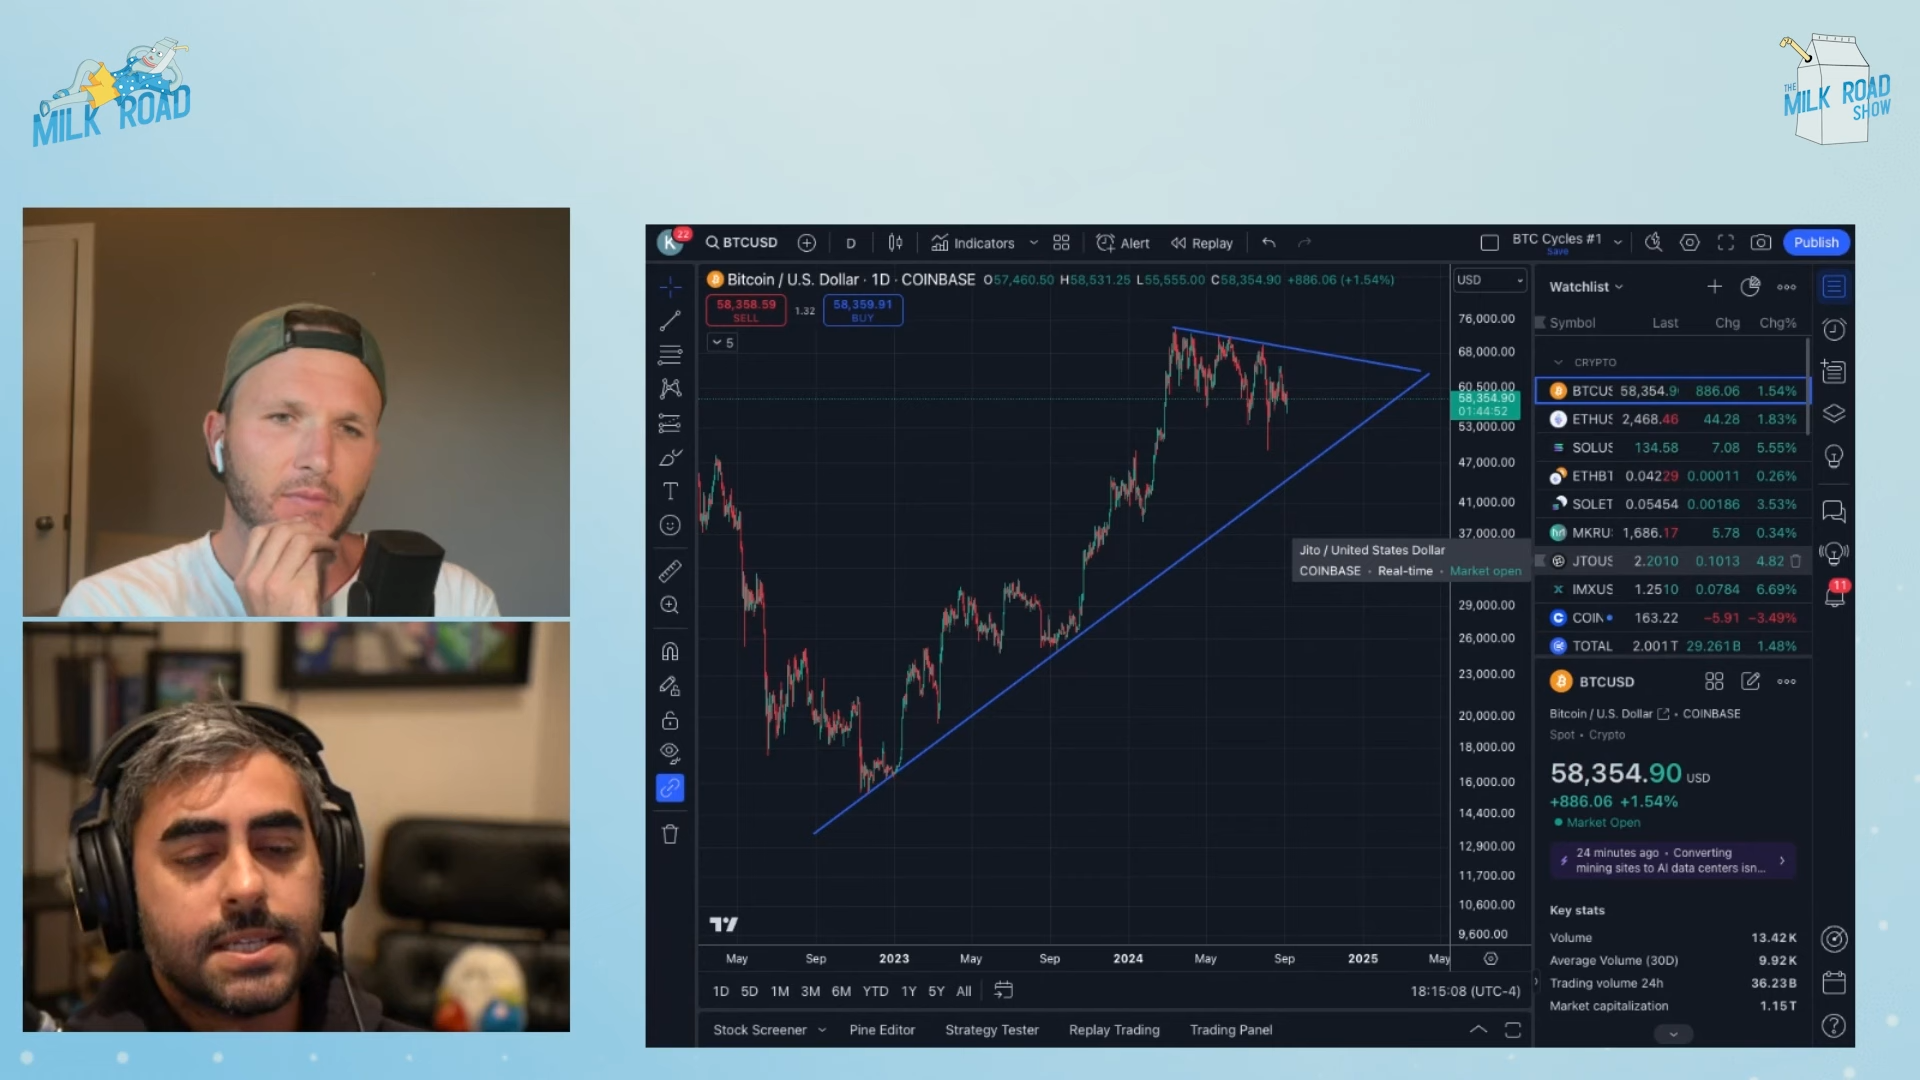 MILK ROAD
THE
MILK ROAD
SHOW
K
22
BTCUSD
D
Indicators
Alert
Replay
BTC Cycles #1
Save
Publish
Bitcoin / U.S. Dollar · 1D · COINBASE O57,460.50 H58,531.25 L55,555.00 C58,354.90 +886.06 (+1.54%)
USD
58,358.59
SELL
1.32
58,359.91
BUY
5
76,000.00
68,000.00
60,500.00
58,354.90
01:44:52
53,000.00
47,000.00
41,000.00
37,000.00
29,000.00
26,000.00
23,000.00
20,000.00
18,000.00
16,000.00
14,400.00
12,900.00
11,700.00
10,600.00
9,600.00
Jito / United States Dollar
COINBASE · Real-time · Market open
May Sep 2023 May Sep 2024 May Sep 2025 May
1D 5D 1M 3M 6M YTD 1Y 5Y All
18:15:08 (UTC-4)
Stock Screener Pine Editor Strategy Tester Replay Trading Trading Panel
Watchlist
Symbol Last Chg Chg%
CRYPTO
BTCUS 58,354.9 886.06 1.54%
ETHUS 2,468.46 44.28 1.83%
SOLUS 134.58 7.08 5.55%
ETHBT 0.04229 0.00011 0.26%
SOLET 0.05454 0.00186 3.53%
MKRU 1,686.17 5.78 0.34%
JTOUS 2.2010 0.1013 4.82
IMXUS 1.2510 0.0784 6.69%
COIN 163.22 −5.91 −3.49%
TOTAL 2.001T 29.261B 1.48%
11
BTCUSD
Bitcoin / U.S. Dollar • COINBASE
Spot • Crypto
58,354.90 USD
+886.06 +1.54%
Market Open
24 minutes ago • Converting
mining sites to AI data centers isn...
Key stats
Volume 13.42K
Average Volume (30D) 9.92K
Trading volume 24h 36.23B
Market capitalization 1.15T